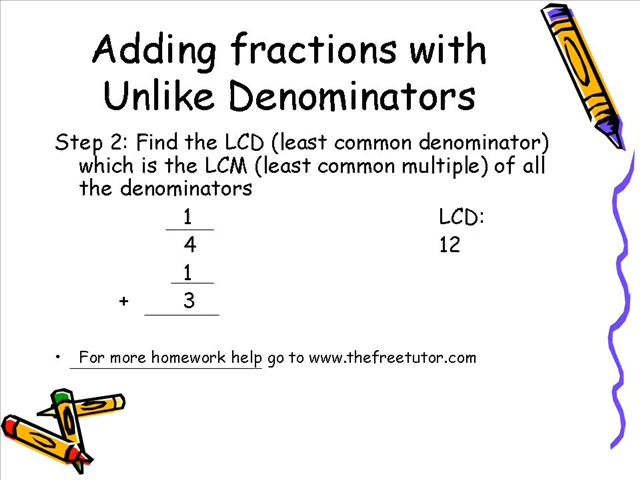 Adding fractions with
Unlike Denominators
Step 2: Find the LCD (least common denominator)
which is the LCM (least common multiple) of all
the denominators
1
4
1
+ 3
LCD:
12
• For more homework help go to www.thefreetutor.com